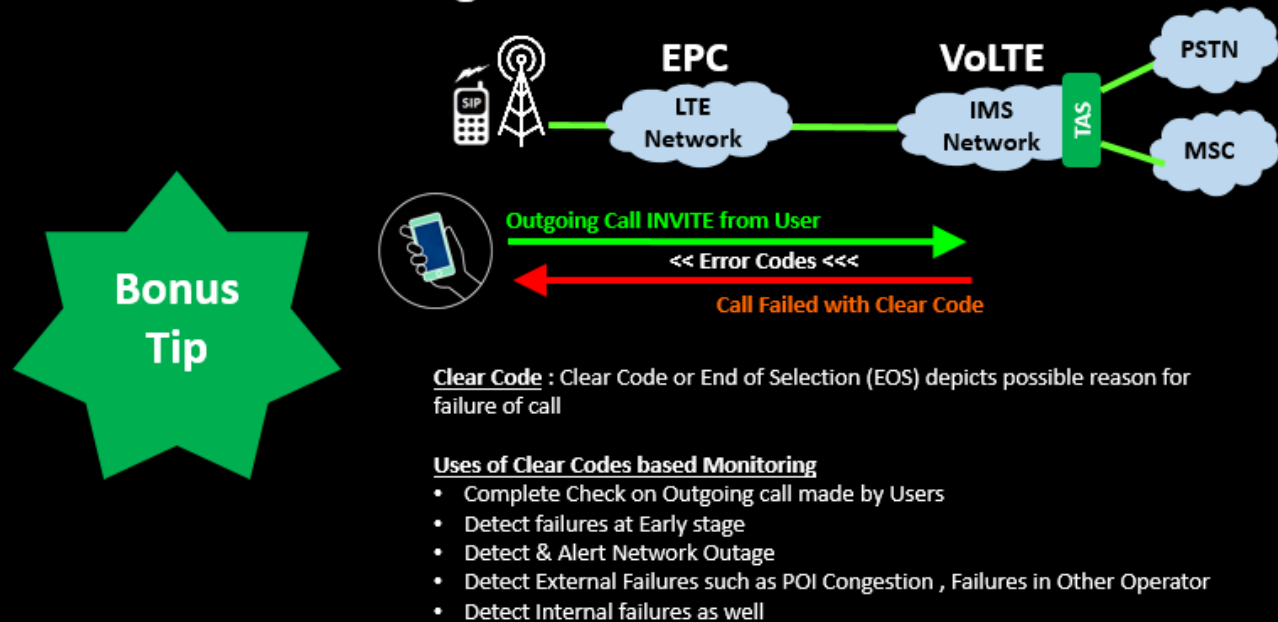 EPC
VoLTE
PSTN
SIP
LTE
Network
IMS
Network
TAS
MSC
Outgoing Call INVITE from User
<< Error Codes <<<
Call Failed with Clear Code
Bonus
Tip
Clear Code : Clear Code or End of Selection (EOS) depicts possible reason for
failure of call
Uses of Clear Codes based Monitoring
• Complete Check on Outgoing call made by Users
• Detect failures at Early stage
• Detect & Alert Network Outage
• Detect External Failures such as POI Congestion , Failures in Other Operator
• Detect Internal failures as well